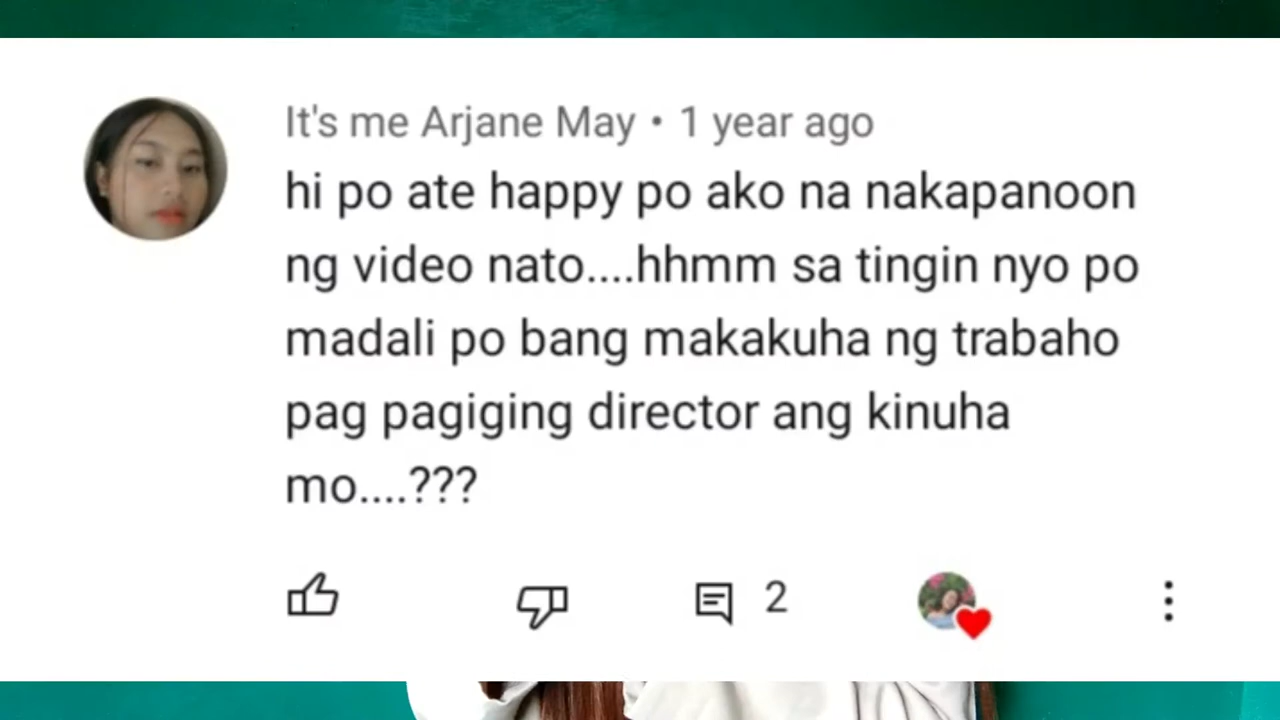 It's me Arjane May • 1 year ago
hi po ate happy po ako na nakapanoon
ng video nato....hhmm sa tingin nyo po
madali po bang makakuha ng trabaho
pag pagiging director ang kinuha
mo....???
2